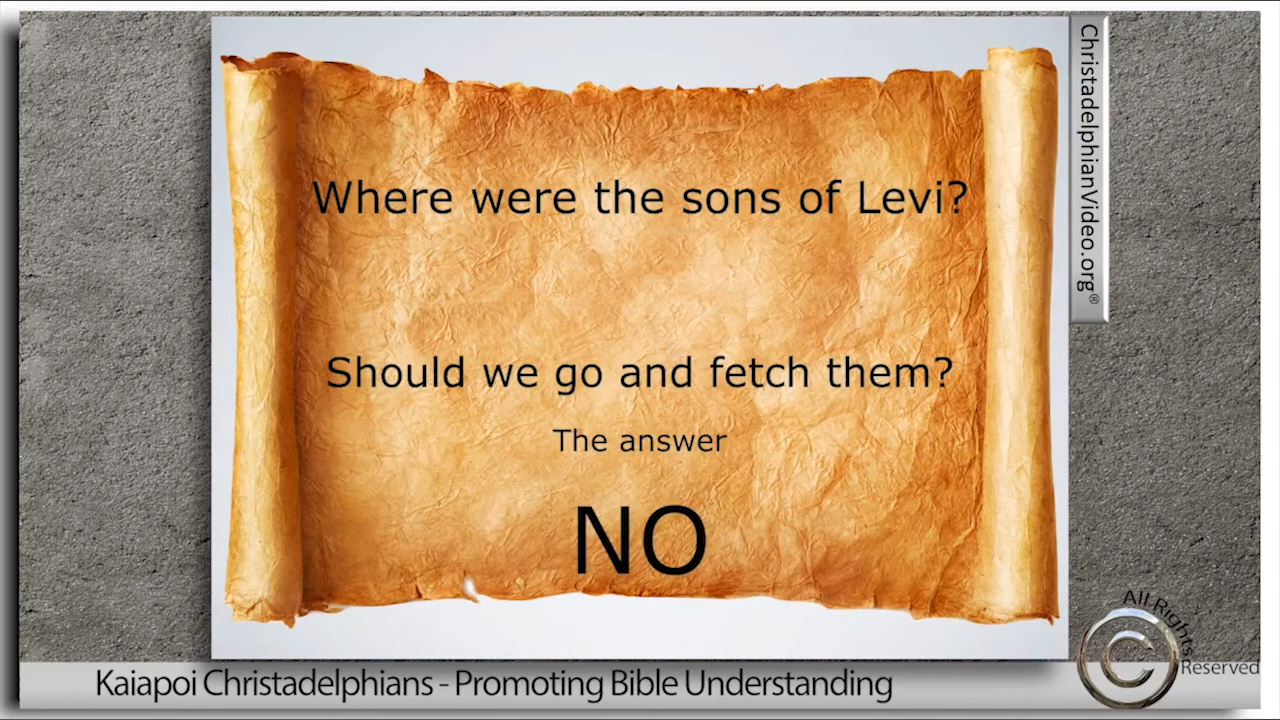 Where were the sons of Levi?
Should we go and fetch them?
The answer
NO
ChristadelphianVideo.org®
All Rights
Reserved
Kaiapoi Christadelphians - Promoting Bible Understanding